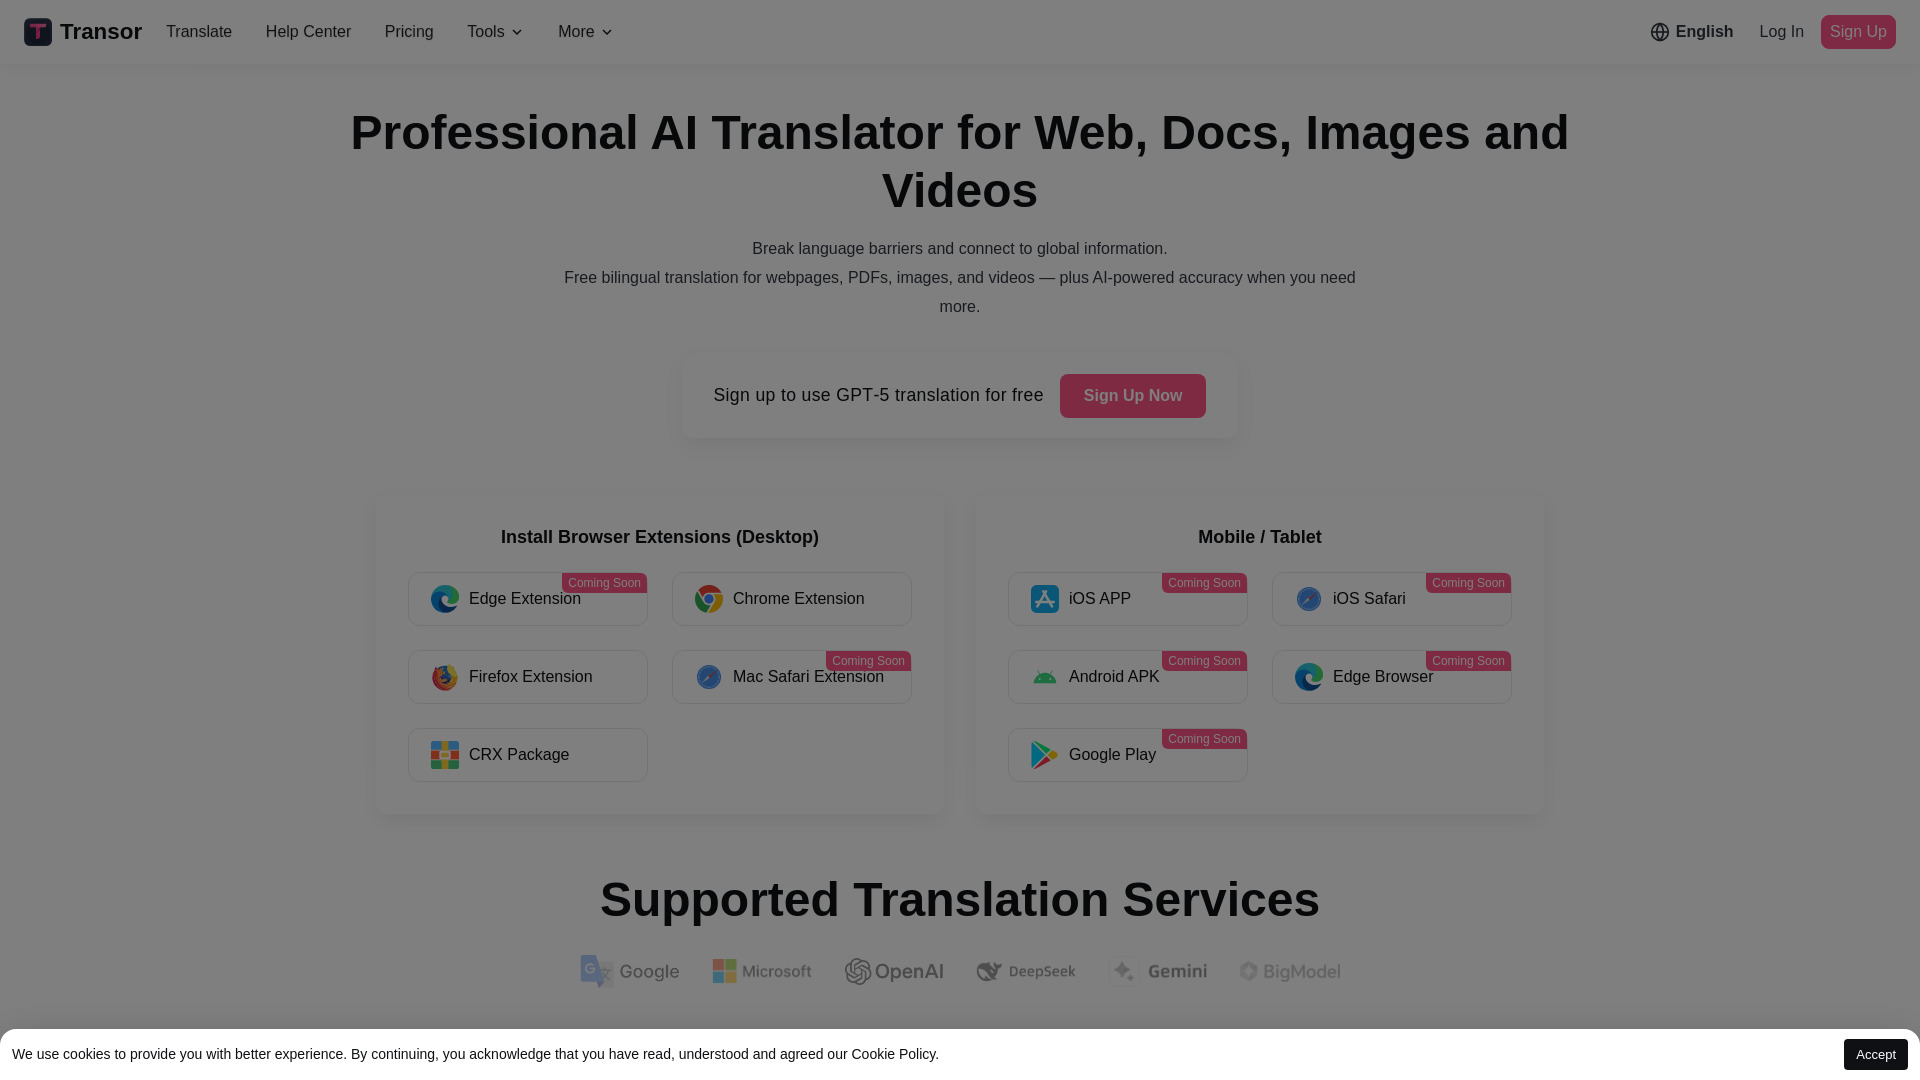 Transor
Translate
Help Center
Pricing
Tools
More
English
Log In
Sign Up
Professional AI Translator for Web, Docs, Images and
Videos
Break language barriers and connect to global information.
Free bilingual translation for webpages, PDFs, images, and videos — plus AI-powered accuracy when you need
more.
Sign up to use GPT-5 translation for free
Sign Up Now
Install Browser Extensions (Desktop)
Edge Extension
Coming Soon
Chrome Extension
Firefox Extension
Mac Safari Extension
Coming Soon
CRX Package
Mobile / Tablet
iOS APP
Coming Soon
iOS Safari
Coming Soon
Android APK
Coming Soon
Edge Browser
Coming Soon
Google Play
Coming Soon
Supported Translation Services
Google
Microsoft
OpenAI
DeepSeek
Gemini
BigModel
We use cookies to provide you with better experience. By continuing, you acknowledge that you have read, understood and agreed our Cookie Policy.
Accept